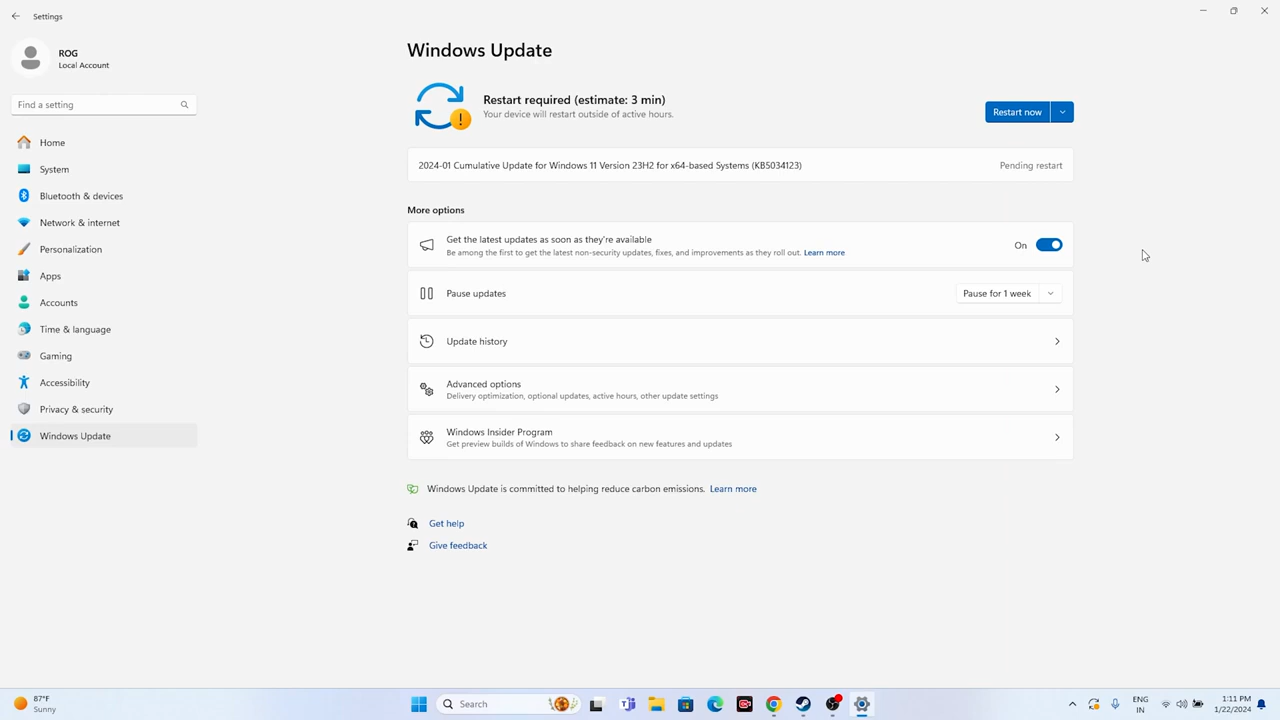 Settings
ROG
Local Account
Find a setting
Home
System
Bluetooth & devices
Network & internet
Personalization
Apps
Accounts
Time & language
Gaming
Accessibility
Privacy & security
Windows Update
Windows Update
Restart required (estimate: 3 min)
Your device will restart outside of active hours.
Restart now
2024-01 Cumulative Update for Windows 11 Version 23H2 for x64-based Systems (KB5034123)
Pending restart
More options
Get the latest updates as soon as they're available
Be among the first to get the latest non-security updates, fixes, and improvements as they roll out. Learn more
On
Pause updates
Pause for 1 week
Update history
Advanced options
Delivery optimization, optional updates, active hours, other update settings
Windows Insider Program
Get preview builds of Windows to share feedback on new features and updates
Windows Update is committed to helping reduce carbon emissions. Learn more
Get help
Give feedback
87°F
Sunny
Search
ENG
IN
1:11 PM
1/22/2024